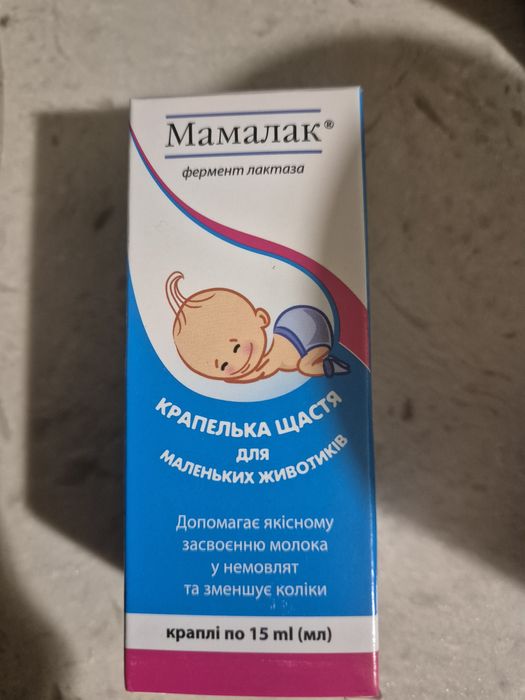 Мамалак®
фермент лактаза
КРАПЕЛЬКА ЩАСТЯ
ДЛЯ
МАЛЕНЬКИХ ЖИВОТИКІВ
Допомагає якісному
засвоєнню молока
у немовлят
та зменшує коліки
краплі по 15 ml (мл)